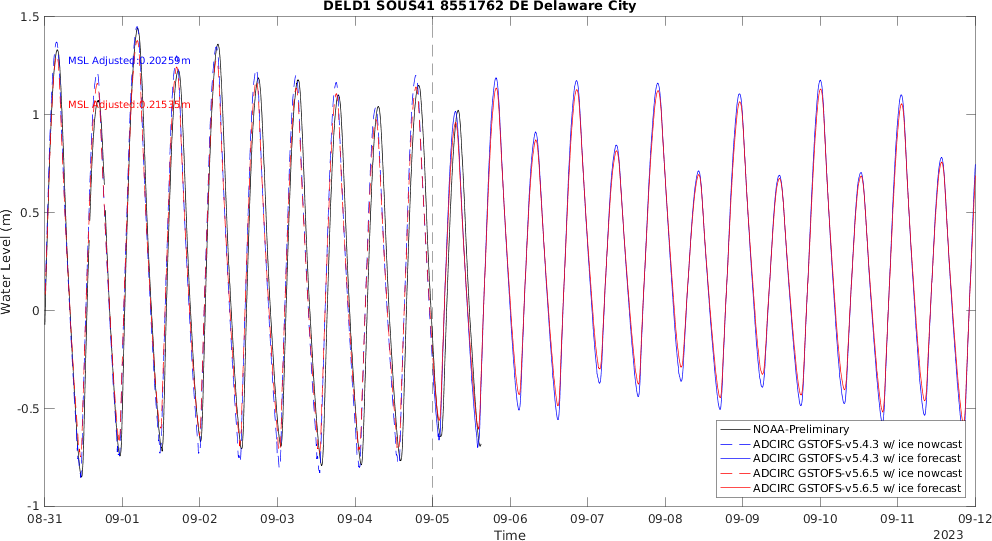 DELD1 SOUS41 8551762 DE Delaware City
1.5
MSL Adjusted:0.20259m
MSL Adjusted:0.21535m
1
0.5
Water Level (m)
0
-0.5
NOAA-Preliminary
ADCIRC GSTOFS-v5.4.3 w/ ice nowcast
ADCIRC GSTOFS-v5.4.3 w/ ice forecast
ADCIRC GSTOFS-v5.6.5 w/ ice nowcast
ADCIRC GSTOFS-v5.6.5 w/ ice forecast
-1
08-31 09-01 09-02 09-03 09-04 09-05 09-06 09-07 09-08 09-09 09-10 09-11 09-12
Time
2023